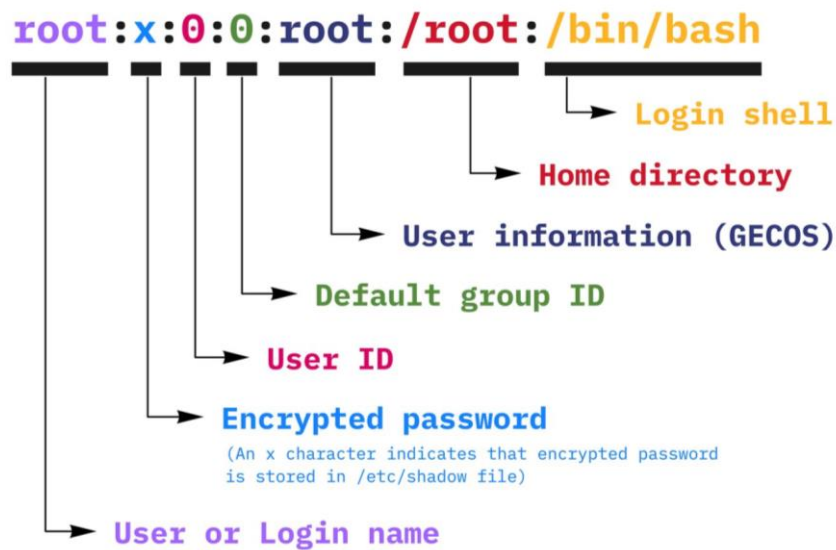 root:x:0:0:root:/root:/bin/bash
Login shell
Home directory
User information (GECOS)
Default group ID
User ID
Encrypted password
(An x character indicates that encrypted password
is stored in /etc/shadow file)
User or Login name